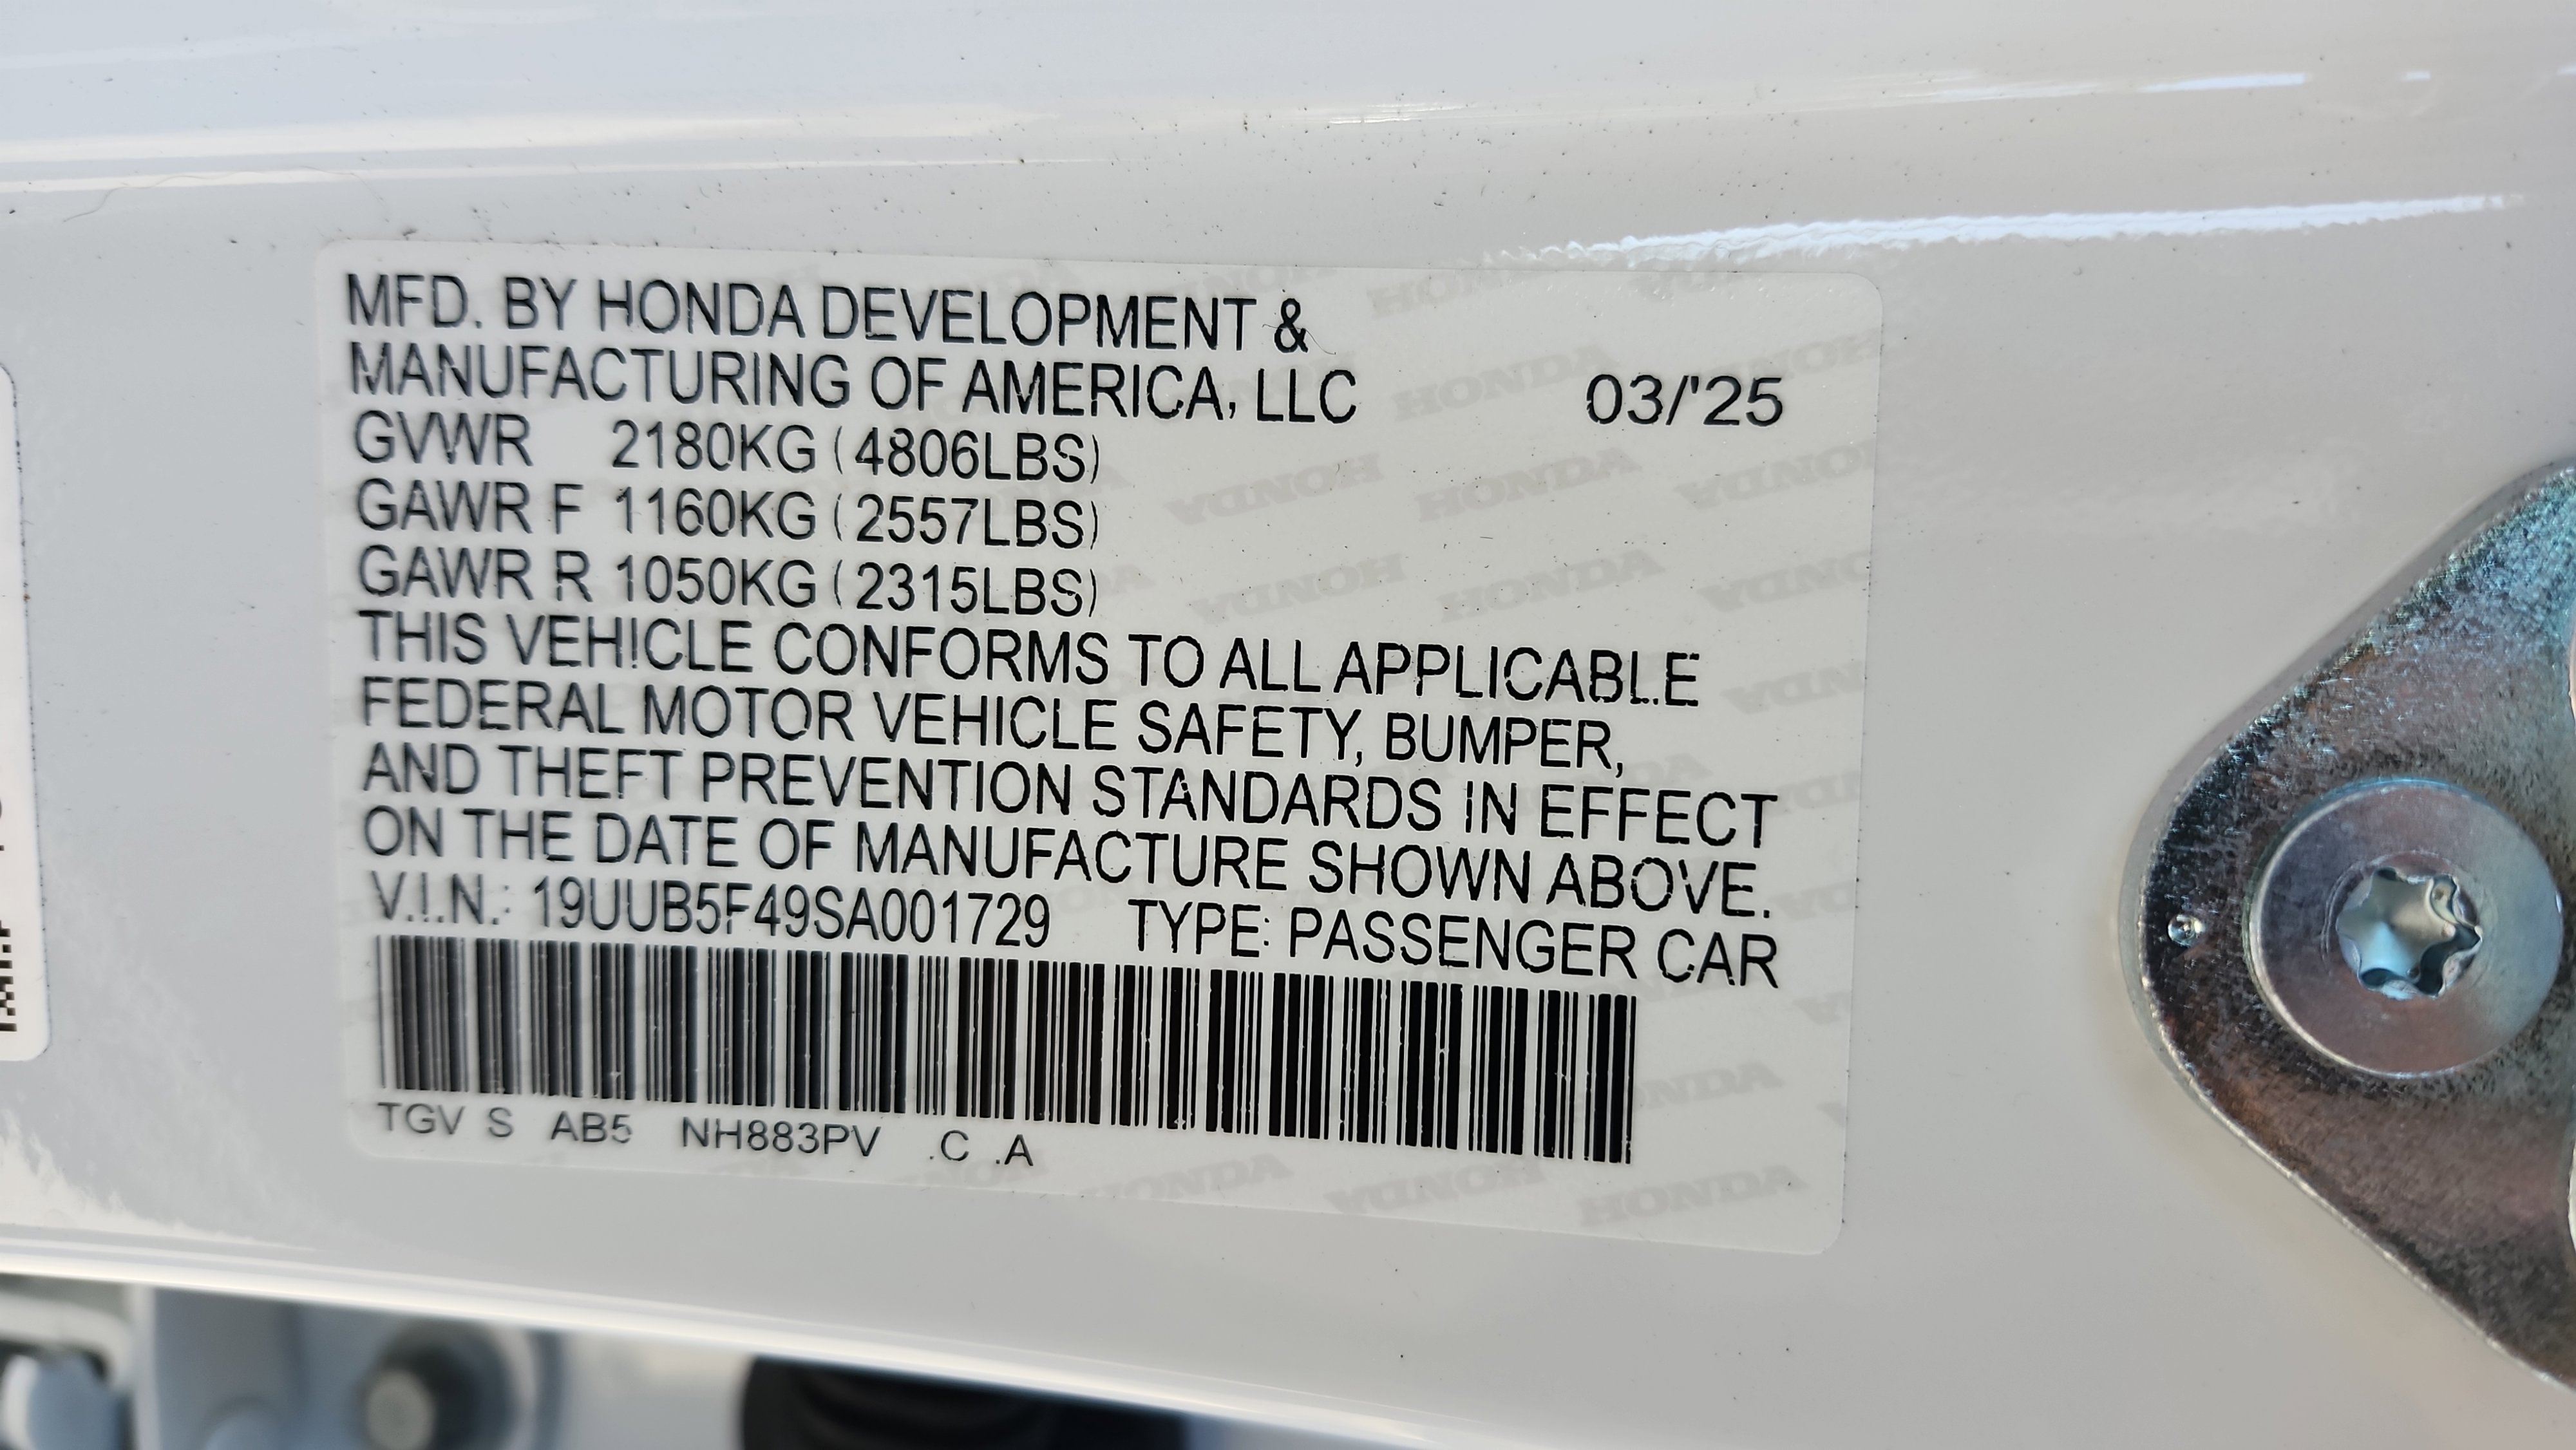 MFD. BY HONDA DEVELOPMENT &
MANUFACTURING OF AMERICA, LLC 03/'25
GVWR 2180KG (4806LBS)
GAWR F 1160KG (2557LBS)
GAWR R 1050KG (2315LBS)
THIS VEHICLE CONFORMS TO ALL APPLICABLE
FEDERAL MOTOR VEHICLE SAFETY, BUMPER,
AND THEFT PREVENTION STANDARDS IN EFFECT
ON THE DATE OF MANUFACTURE SHOWN ABOVE.
V.I.N.: 19UUB5F49SA001729 TYPE: PASSENGER CAR
TGV S AB5 NH883PV .C .A